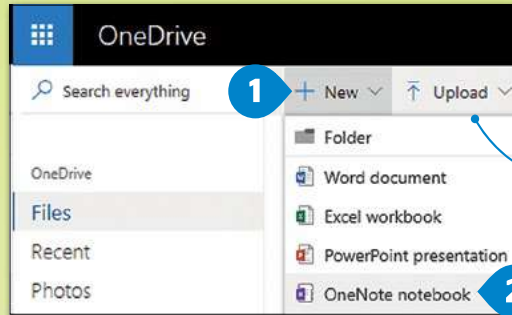 OneDrive
Search everything
1
New
Upload
Folder
OneDrive
Word document
Files
Excel workbook
Recent
PowerPoint presentation
Photos
OneNote notebook
2